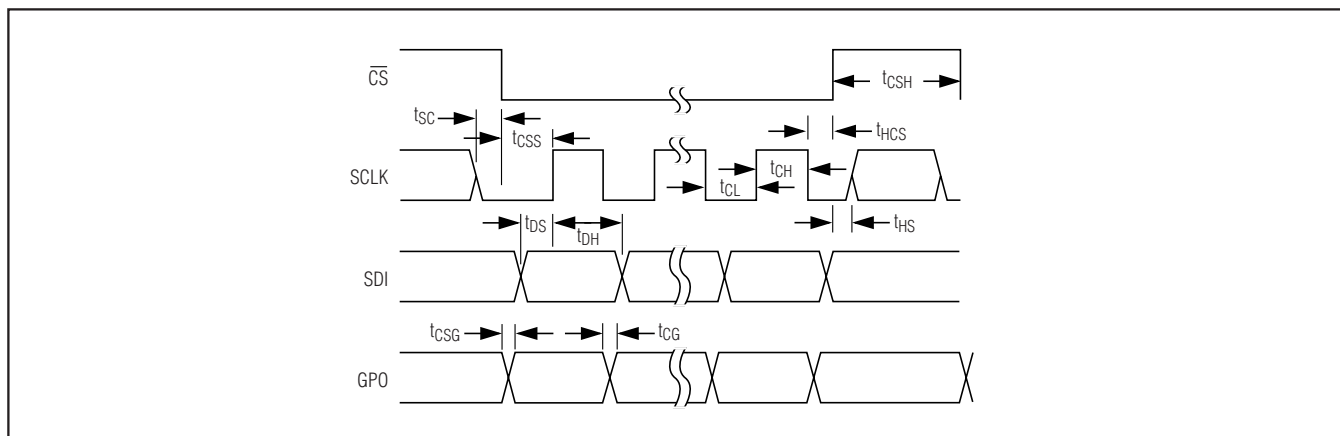 CS
tCSH
tSC
tCSS
tHCS
SCLK
tCH
tCL
tDS
tDH
tHS
SDI
tCSG
tCG
GPO